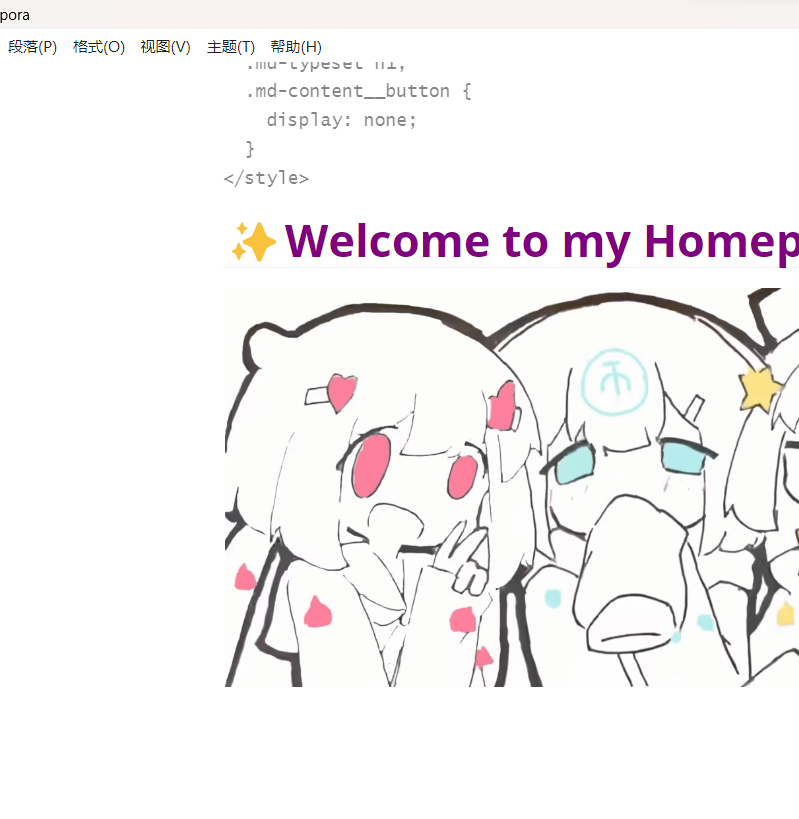 pora
段落(P) 格式(O) 视图(V) 主题(T) 帮助(H)
.md-typeset h1,
.md-content__button {
display: none;
}
</style>
✨Welcome to my Homep